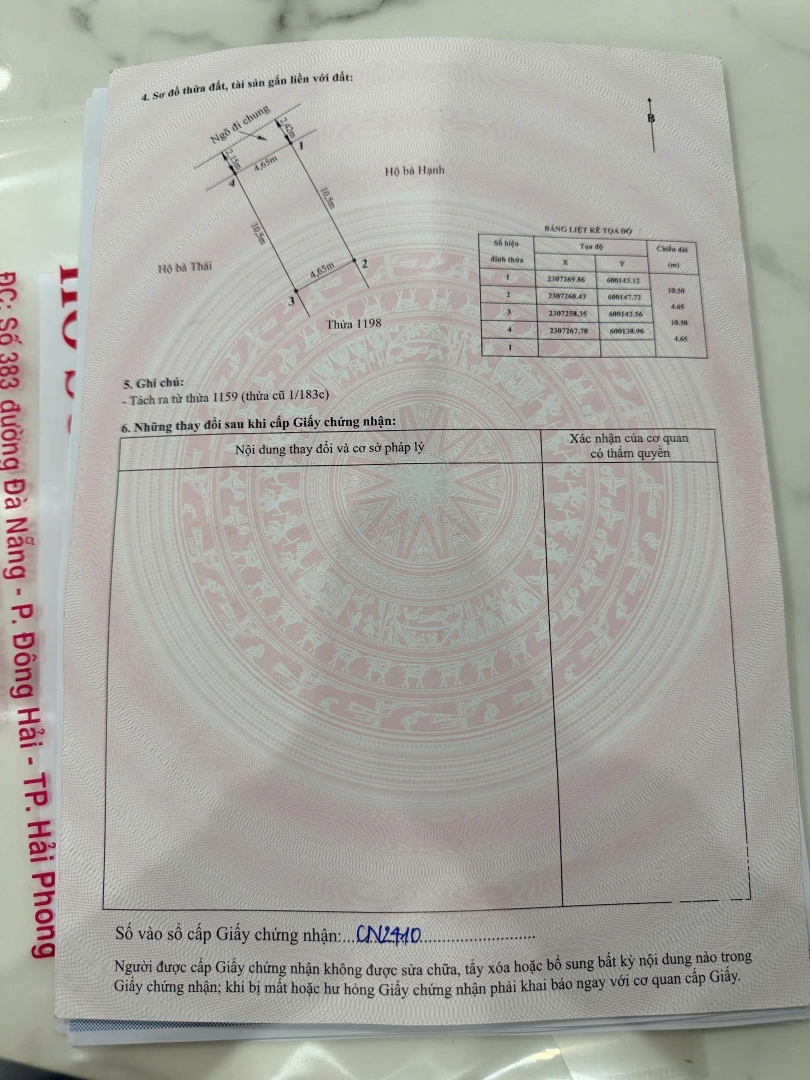 4. Sơ đồ thửa đất, tài sản gắn liền với đất:
Ngõ đi chung
2,42m
2,15m
1
4,65m
4
B
Hộ bà Hạnh
10,5m
10,5m
Hộ bà Thái
4,65m
2
3
Thửa 1198
BẢNG LIỆT KÊ TỌA ĐỘ
Số hiệu đỉnh thửa Tọa độ Chiều dài (m)
X Y
1 2307269.86 600143.12
10.50
2 2307260.43 600147.72
4.65
3 2307258.35 600143.56
10.50
4 2307267.78 600138.96
4.65
1
5. Ghi chú:
- Tách ra từ thửa 1159 (thửa cũ 1/183c)
6. Những thay đổi sau khi cấp Giấy chứng nhận:
Nội dung thay đổi và cơ sở pháp lý
Xác nhận của cơ quan
có thẩm quyền
Số vào sổ cấp Giấy chứng nhận:...CN2410...........................
Người được cấp Giấy chứng nhận không được sửa chữa, tẩy xóa hoặc bổ sung bất kỳ nội dung nào trong
Giấy chứng nhận; khi bị mất hoặc hư hỏng Giấy chứng nhận phải khai báo ngay với cơ quan cấp Giấy.
ĐC: Số 383 đường Đà Nẵng - P. Đông Hải - TP. Hải Phong